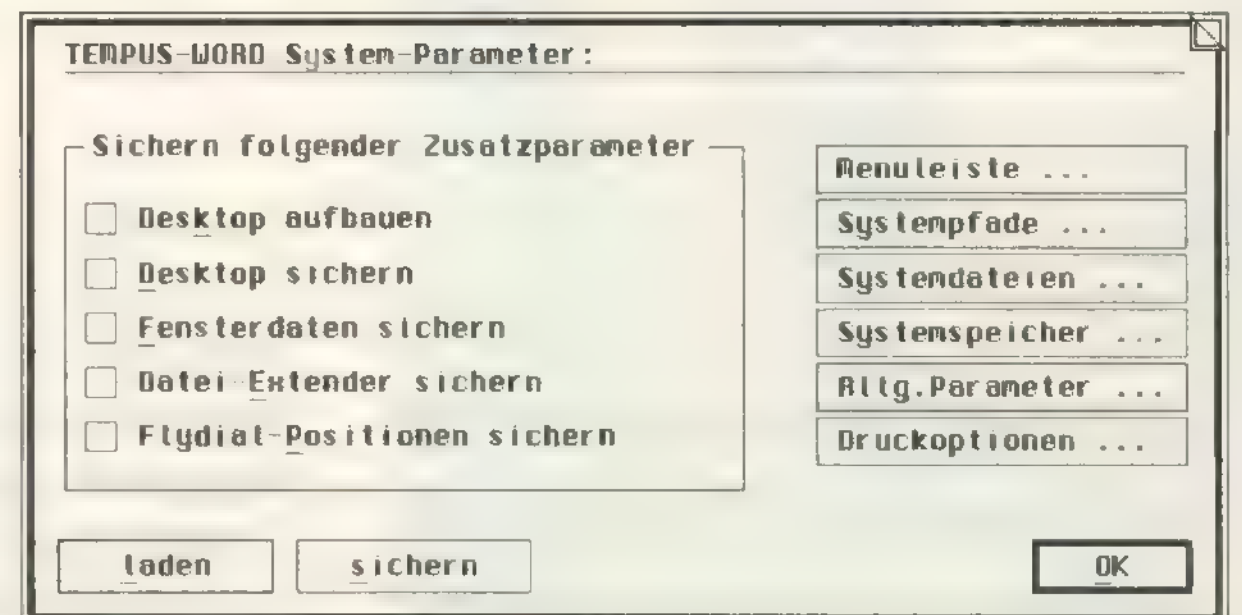 TEMPUS-WORD System-Parameter:
Sichern folgender Zusatzparameter
Desktop aufbauen
Desktop sichern
Fensterdaten sichern
Datei-Extender sichern
Flydial-Positionen sichern
Menuleiste ...
Systempfade ...
Systemdateien ...
Systemspeicher ...
Allg.Parameter ...
Druckoptionen ...
laden
sichern
OK